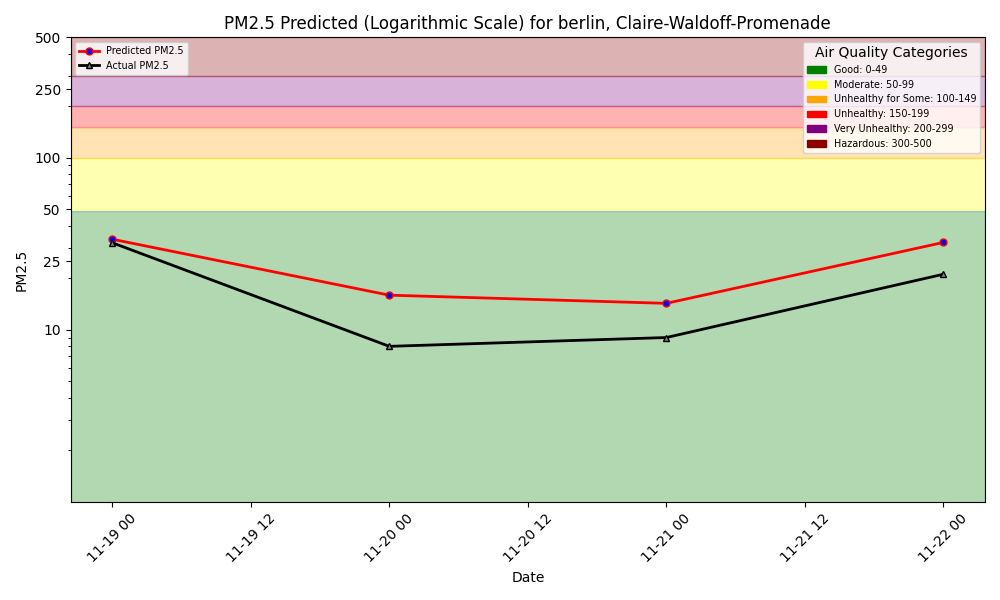 PM2.5 Predicted (Logarithmic Scale) for berlin, Claire-Waldoff-Promenade
Predicted PM2.5
Actual PM2.5
Air Quality Categories
Good: 0-49
Moderate: 50-99
Unhealthy for Some: 100-149
Unhealthy: 150-199
Very Unhealthy: 200-299
Hazardous: 300-500
500
250
100
50
25
10
PM2.5
11-19 00
11-19 12
11-20 00
11-20 12
11-21 00
11-21 12
11-22 00
Date